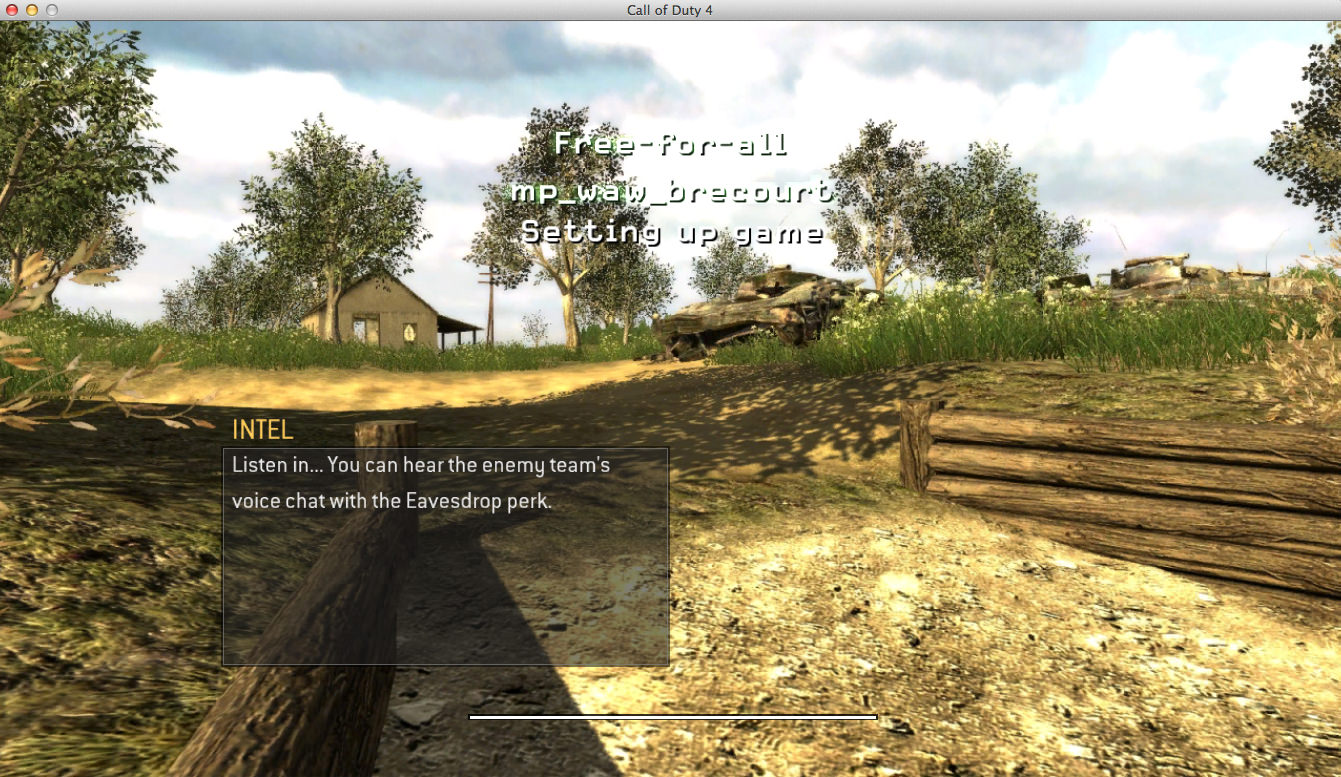 Call of Duty 4
Free-for-all
mp_waw_brecourt
Setting up game
INTEL
Listen in... You can hear the enemy team's
voice chat with the Eavesdrop perk.